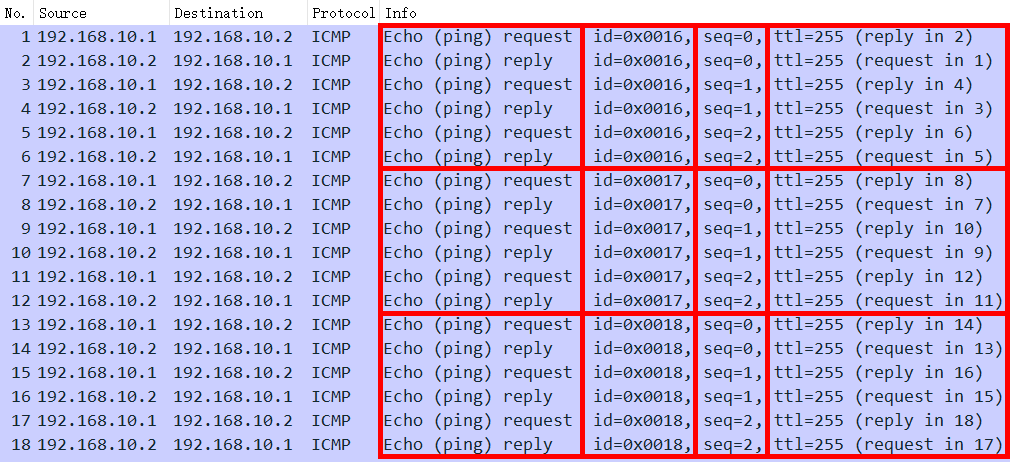 No. Source Destination Protocol Info
1 192.168.10.1 192.168.10.2 ICMP Echo (ping) request id=0x0016, seq=0, ttl=255 (reply in 2)
2 192.168.10.2 192.168.10.1 ICMP Echo (ping) reply id=0x0016, seq=0, ttl=255 (request in 1)
3 192.168.10.1 192.168.10.2 ICMP Echo (ping) request id=0x0016, seq=1, ttl=255 (reply in 4)
4 192.168.10.2 192.168.10.1 ICMP Echo (ping) reply id=0x0016, seq=1, ttl=255 (request in 3)
5 192.168.10.1 192.168.10.2 ICMP Echo (ping) request id=0x0016, seq=2, ttl=255 (reply in 6)
6 192.168.10.2 192.168.10.1 ICMP Echo (ping) reply id=0x0016, seq=2, ttl=255 (request in 5)
7 192.168.10.1 192.168.10.2 ICMP Echo (ping) request id=0x0017, seq=0, ttl=255 (reply in 8)
8 192.168.10.2 192.168.10.1 ICMP Echo (ping) reply id=0x0017, seq=0, ttl=255 (request in 7)
9 192.168.10.1 192.168.10.2 ICMP Echo (ping) request id=0x0017, seq=1, ttl=255 (reply in 10)
10 192.168.10.2 192.168.10.1 ICMP Echo (ping) reply id=0x0017, seq=1, ttl=255 (request in 9)
11 192.168.10.1 192.168.10.2 ICMP Echo (ping) request id=0x0017, seq=2, ttl=255 (reply in 12)
12 192.168.10.2 192.168.10.1 ICMP Echo (ping) reply id=0x0017, seq=2, ttl=255 (request in 11)
13 192.168.10.1 192.168.10.2 ICMP Echo (ping) request id=0x0018, seq=0, ttl=255 (reply in 14)
14 192.168.10.2 192.168.10.1 ICMP Echo (ping) reply id=0x0018, seq=0, ttl=255 (request in 13)
15 192.168.10.1 192.168.10.2 ICMP Echo (ping) request id=0x0018, seq=1, ttl=255 (reply in 16)
16 192.168.10.2 192.168.10.1 ICMP Echo (ping) reply id=0x0018, seq=1, ttl=255 (request in 15)
17 192.168.10.1 192.168.10.2 ICMP Echo (ping) request id=0x0018, seq=2, ttl=255 (reply in 18)
18 192.168.10.2 192.168.10.1 ICMP Echo (ping) reply id=0x0018, seq=2, ttl=255 (request in 17)